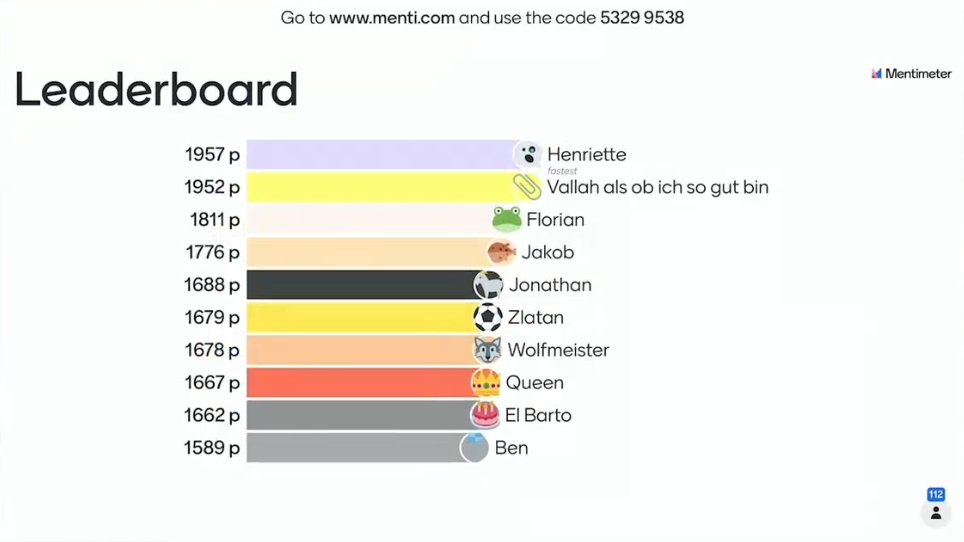 Go to www.menti.com and use the code 5329 9538
Mentimeter
Leaderboard
1957 p Henriette
fastest
1952 p Vallah als ob ich so gut bin
1811 p Florian
1776 p Jakob
1688 p Jonathan
1679 p Zlatan
1678 p Wolfmeister
1667 p Queen
1662 p El Barto
1589 p Ben
112